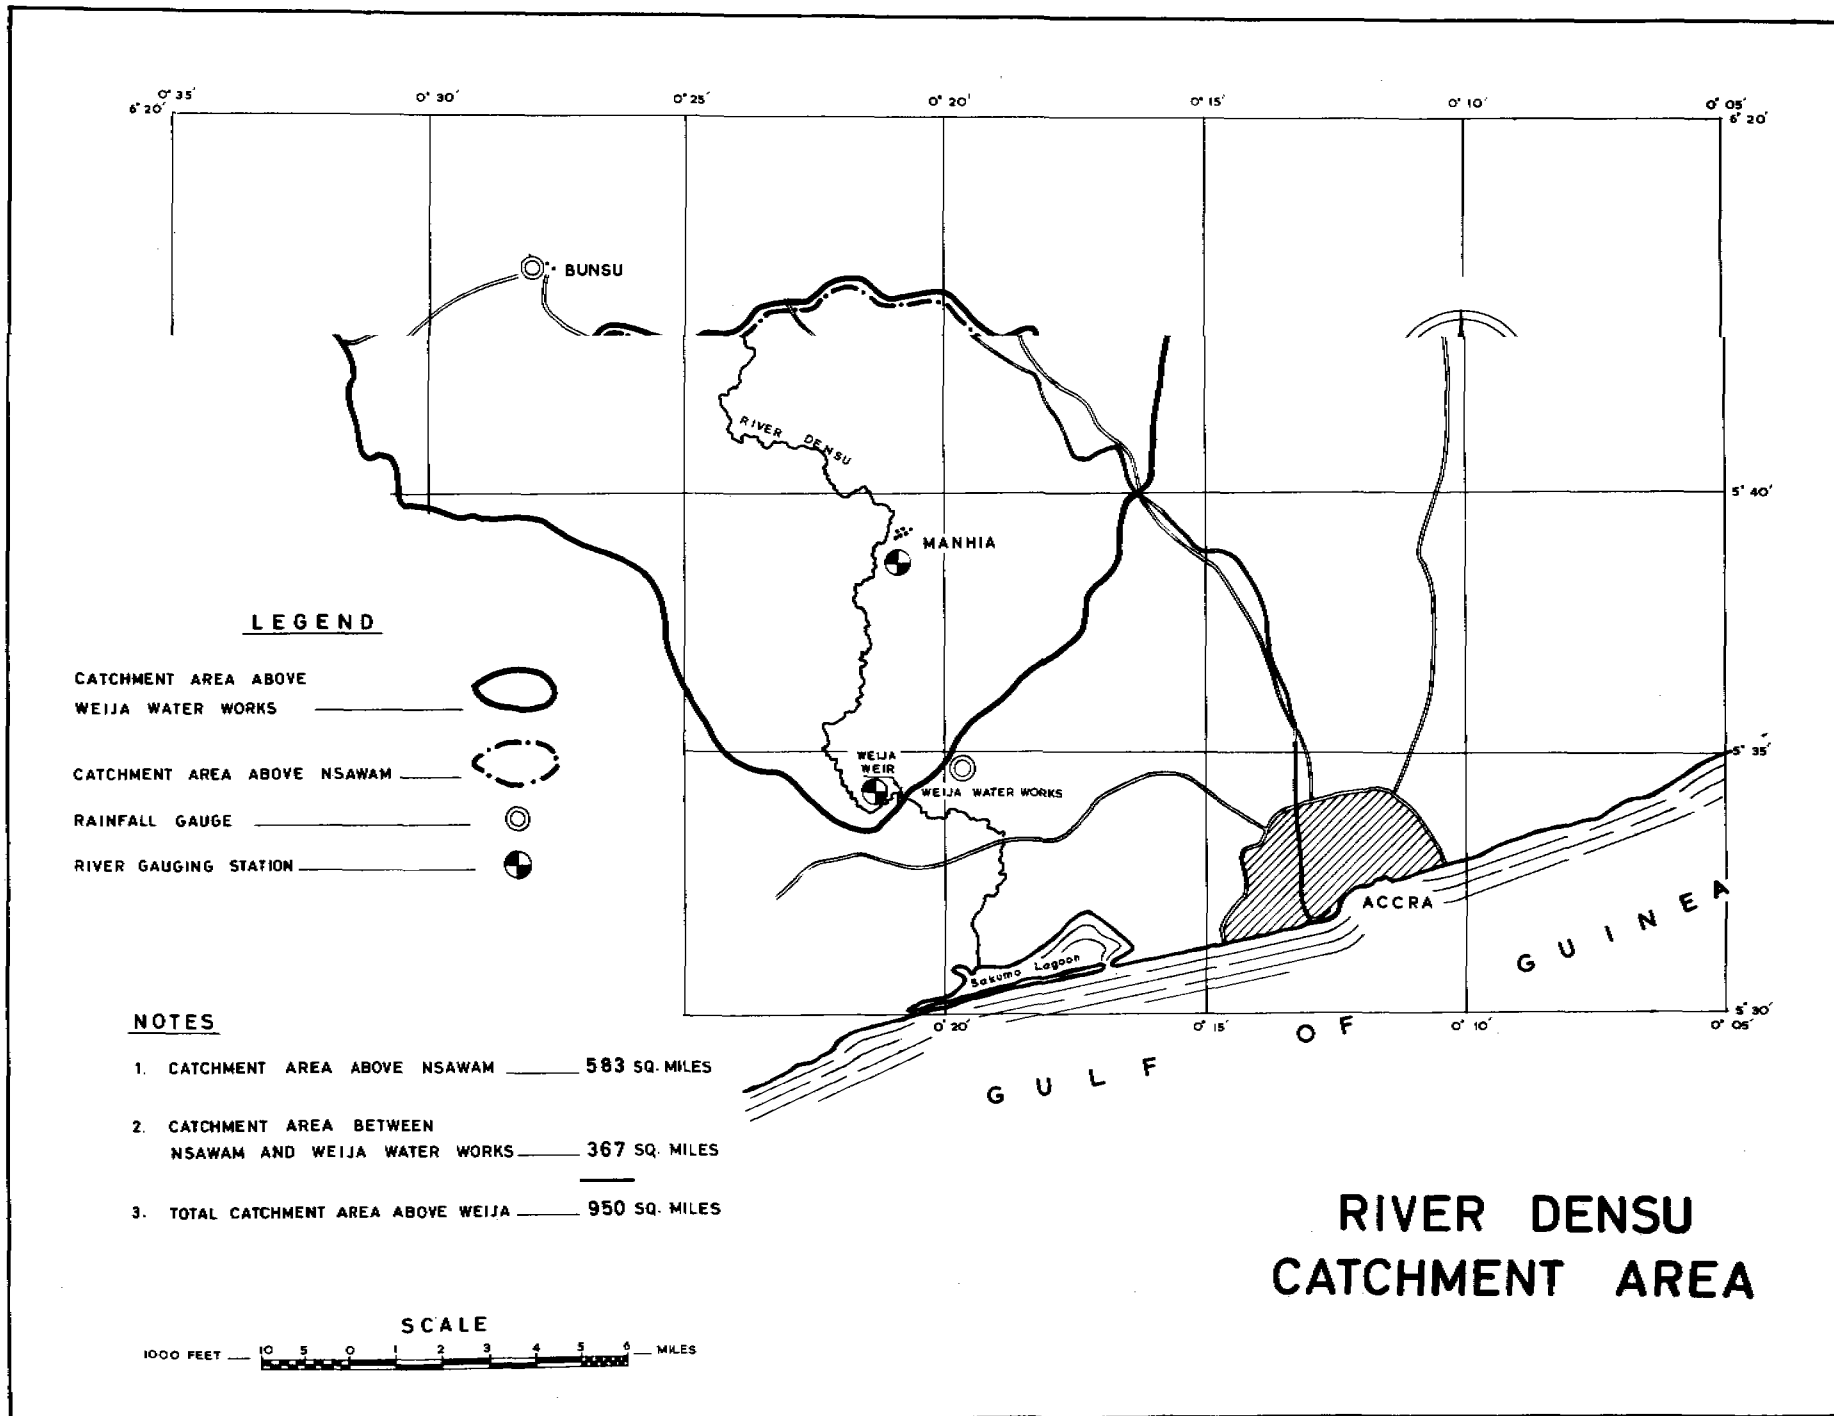 0° 35′ 0° 30′ 0° 25′ 0° 20′ 0° 15′ 0° 10′ 0° 05′
6° 20′ 6° 20′
BUNSU
RIVER DENSU
5° 40′
MANHIA
LEGEND
CATCHMENT AREA ABOVE
WEIJA WATER WORKS
CATCHMENT AREA ABOVE NSAWAM
RAINFALL GAUGE
RIVER GAUGING STATION
5° 35′
WEIJA
WEIR
WEIJA WATER WORKS
ACCRA
Sakumo Lagoon
5° 30′
0° 20′ 0° 15′ 0° 10′ 0° 05′
GULF OF GUINEA
NOTES
1. CATCHMENT AREA ABOVE NSAWAM 583 SQ. MILES
2. CATCHMENT AREA BETWEEN
NSAWAM AND WEIJA WATER WORKS 367 SQ. MILES
3. TOTAL CATCHMENT AREA ABOVE WEIJA 950 SQ. MILES
RIVER DENSU
CATCHMENT AREA
SCALE
1000 FEET 10 5 0 1 2 3 4 5 6 MILES